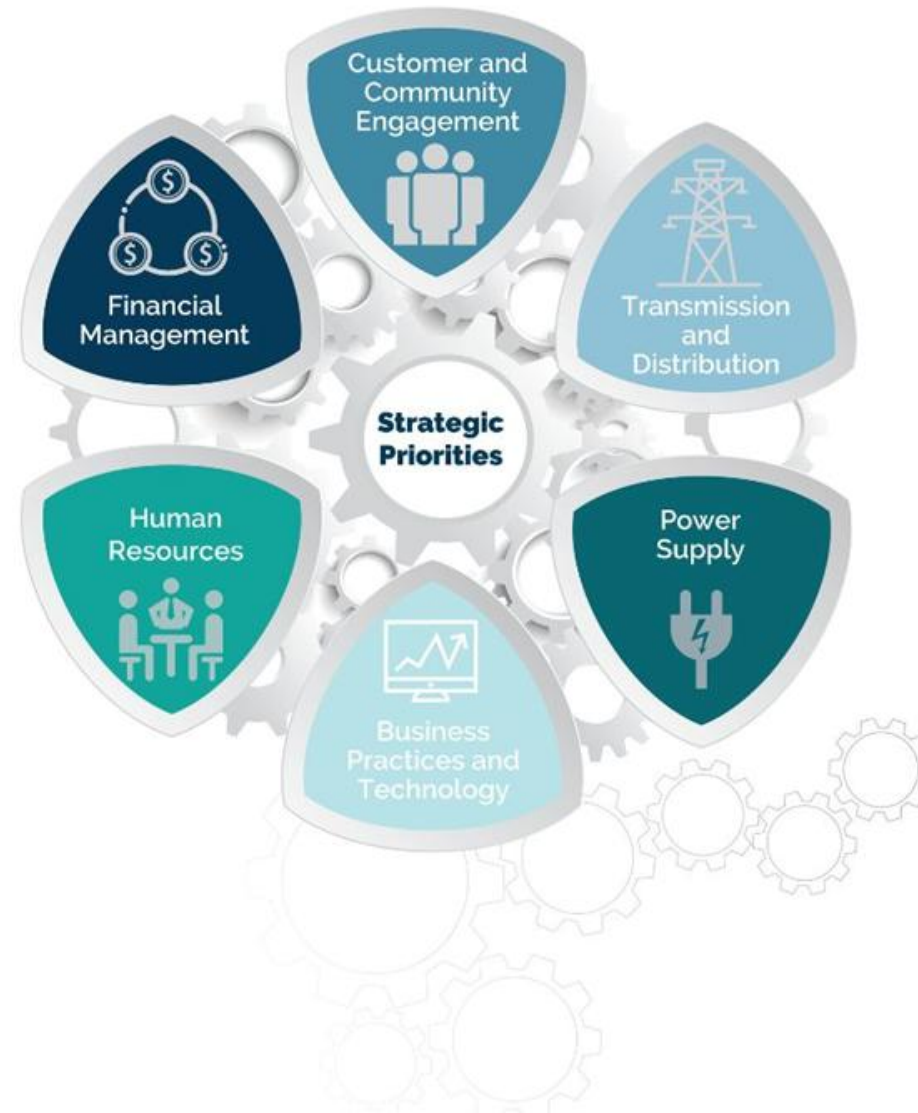 Customer and
Community
Engagement
Financial
Management
Transmission
and
Distribution
Strategic
Priorities
Human
Resources
Power
Supply
Business
Practices and
Technology